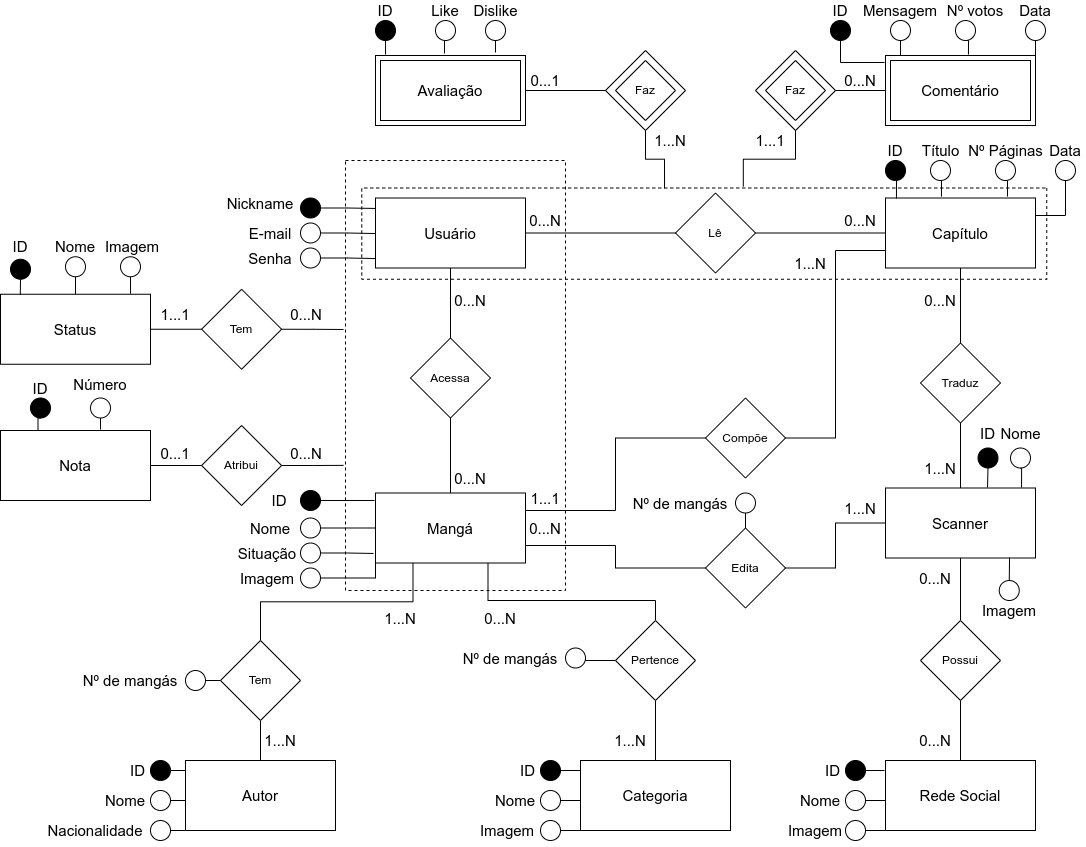 ID
Like
Dislike
ID
Mensagem
Nº votos
Data
Avaliação
0...1
Faz
Faz
0...N
Comentário
1...N
1...1
ID
Título
Nº Páginas
Data
Nickname
E-mail
Senha
Usuário
0...N
Lê
0...N
Capítulo
1...N
ID
Nome
Imagem
Status
1...1
Tem
0...N
0...N
0...N
Acessa
Traduz
ID
Número
Nota
0...1
Atribui
0...N
Compõe
ID
Nome
0...N
1...N
ID
Nome
Situação
Imagem
Mangá
1...1
0...N
Nº de mangás
Edita
1...N
Scanner
0...N
Imagem
1...N
0...N
Nº de mangás
Tem
Nº de mangás
Pertence
Possui
1...N
1...N
0...N
ID
Nome
Nacionalidade
Autor
ID
Nome
Imagem
Categoria
ID
Nome
Imagem
Rede Social